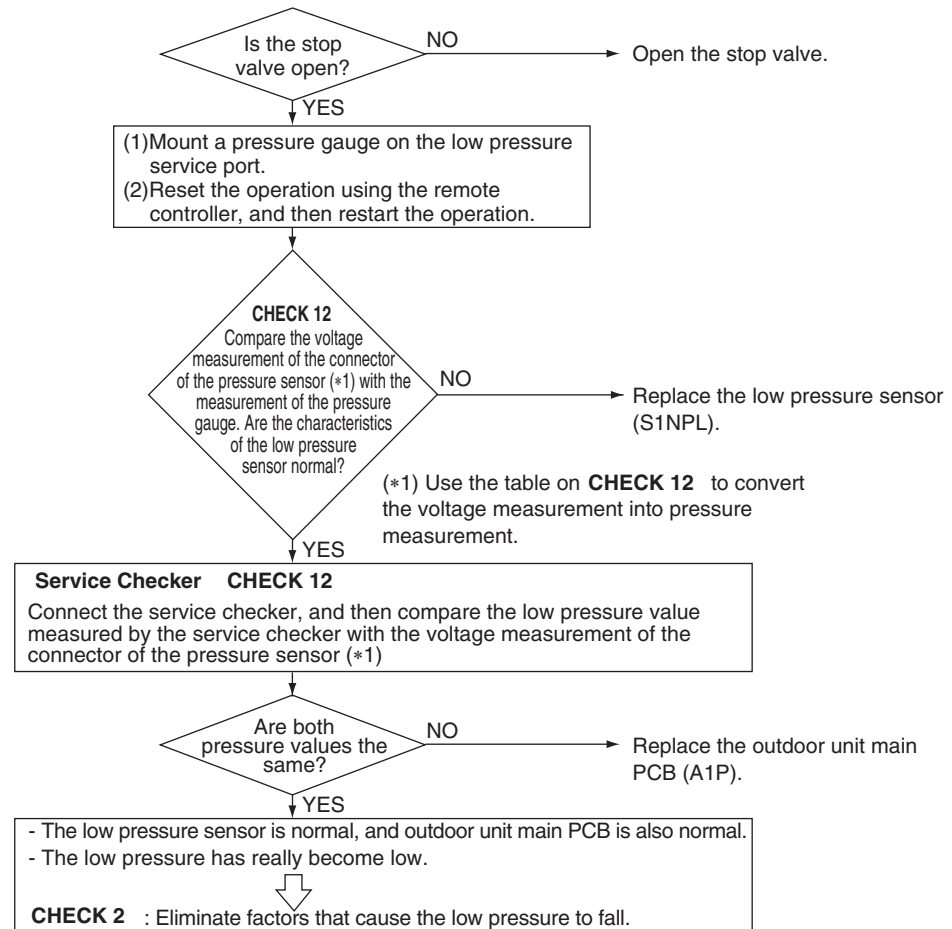 Is the stop
valve open?
NO
Open the stop valve.
YES
(1)Mount a pressure gauge on the low pressure
service port.
(2)Reset the operation using the remote
controller, and then restart the operation.
CHECK 12
Compare the voltage
measurement of the connector
of the pressure sensor (*1) with the
measurement of the pressure
gauge. Are the characteristics
of the low pressure
sensor normal?
NO
Replace the low pressure sensor
(S1NPL).
(*1) Use the table on CHECK 12 to convert
the voltage measurement into pressure
measurement.
YES
Service Checker CHECK 12
Connect the service checker, and then compare the low pressure value
measured by the service checker with the voltage measurement of the
connector of the pressure sensor (*1)
Are both
pressure values the
same?
NO
Replace the outdoor unit main
PCB (A1P).
YES
- The low pressure sensor is normal, and outdoor unit main PCB is also normal.
- The low pressure has really become low.
CHECK 2 : Eliminate factors that cause the low pressure to fall.